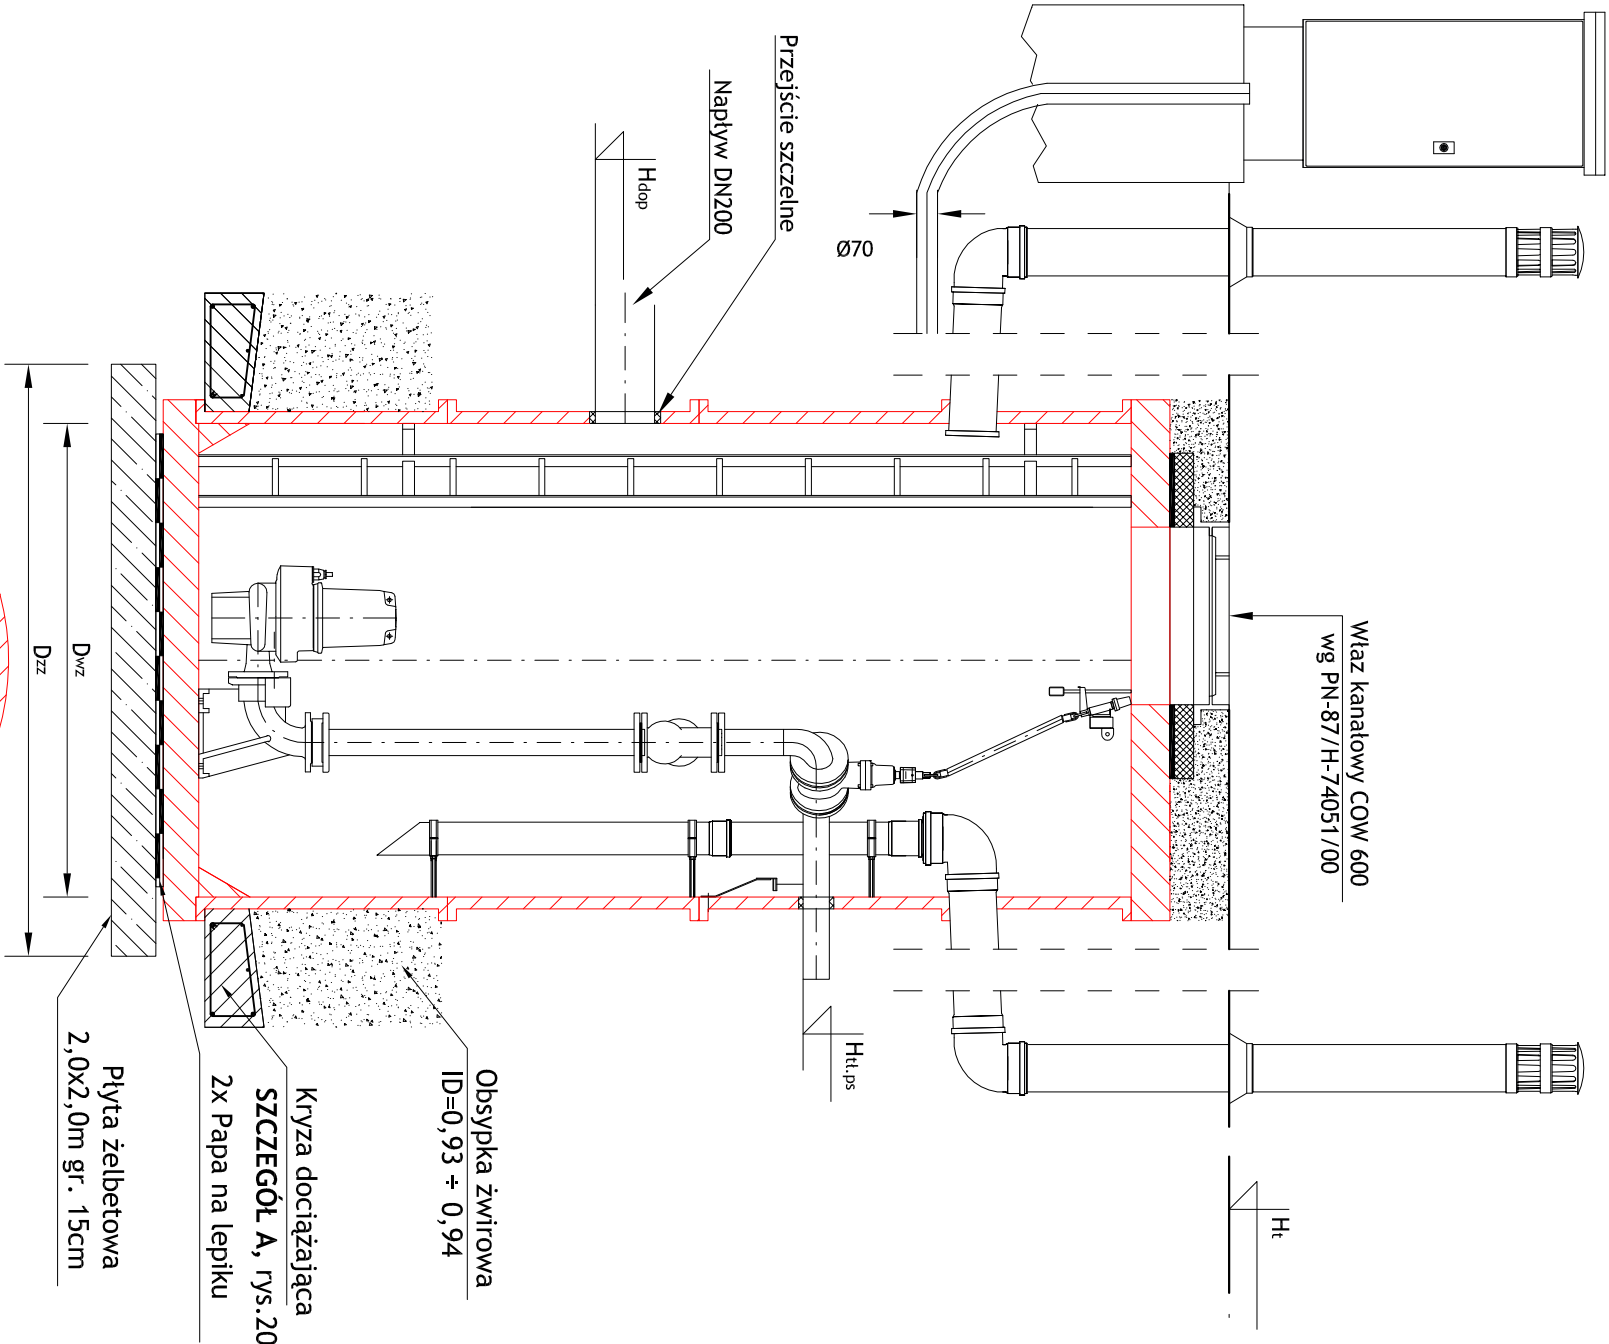 Właz kanałowy COW 600
wg PN-87/H-74051/00
Przejście szczelne
Napływ DN200
Hdop
Ø70
Ht
Htł.ps
Obsypka żwirowa
ID=0,93 ÷ 0,94
Kryza dociążająca
SZCZEGÓŁ A, rys.20
2x Papa na lepiku
Płyta żelbetowa
2,0x2,0m gr. 15cm
Dwz
Dzz